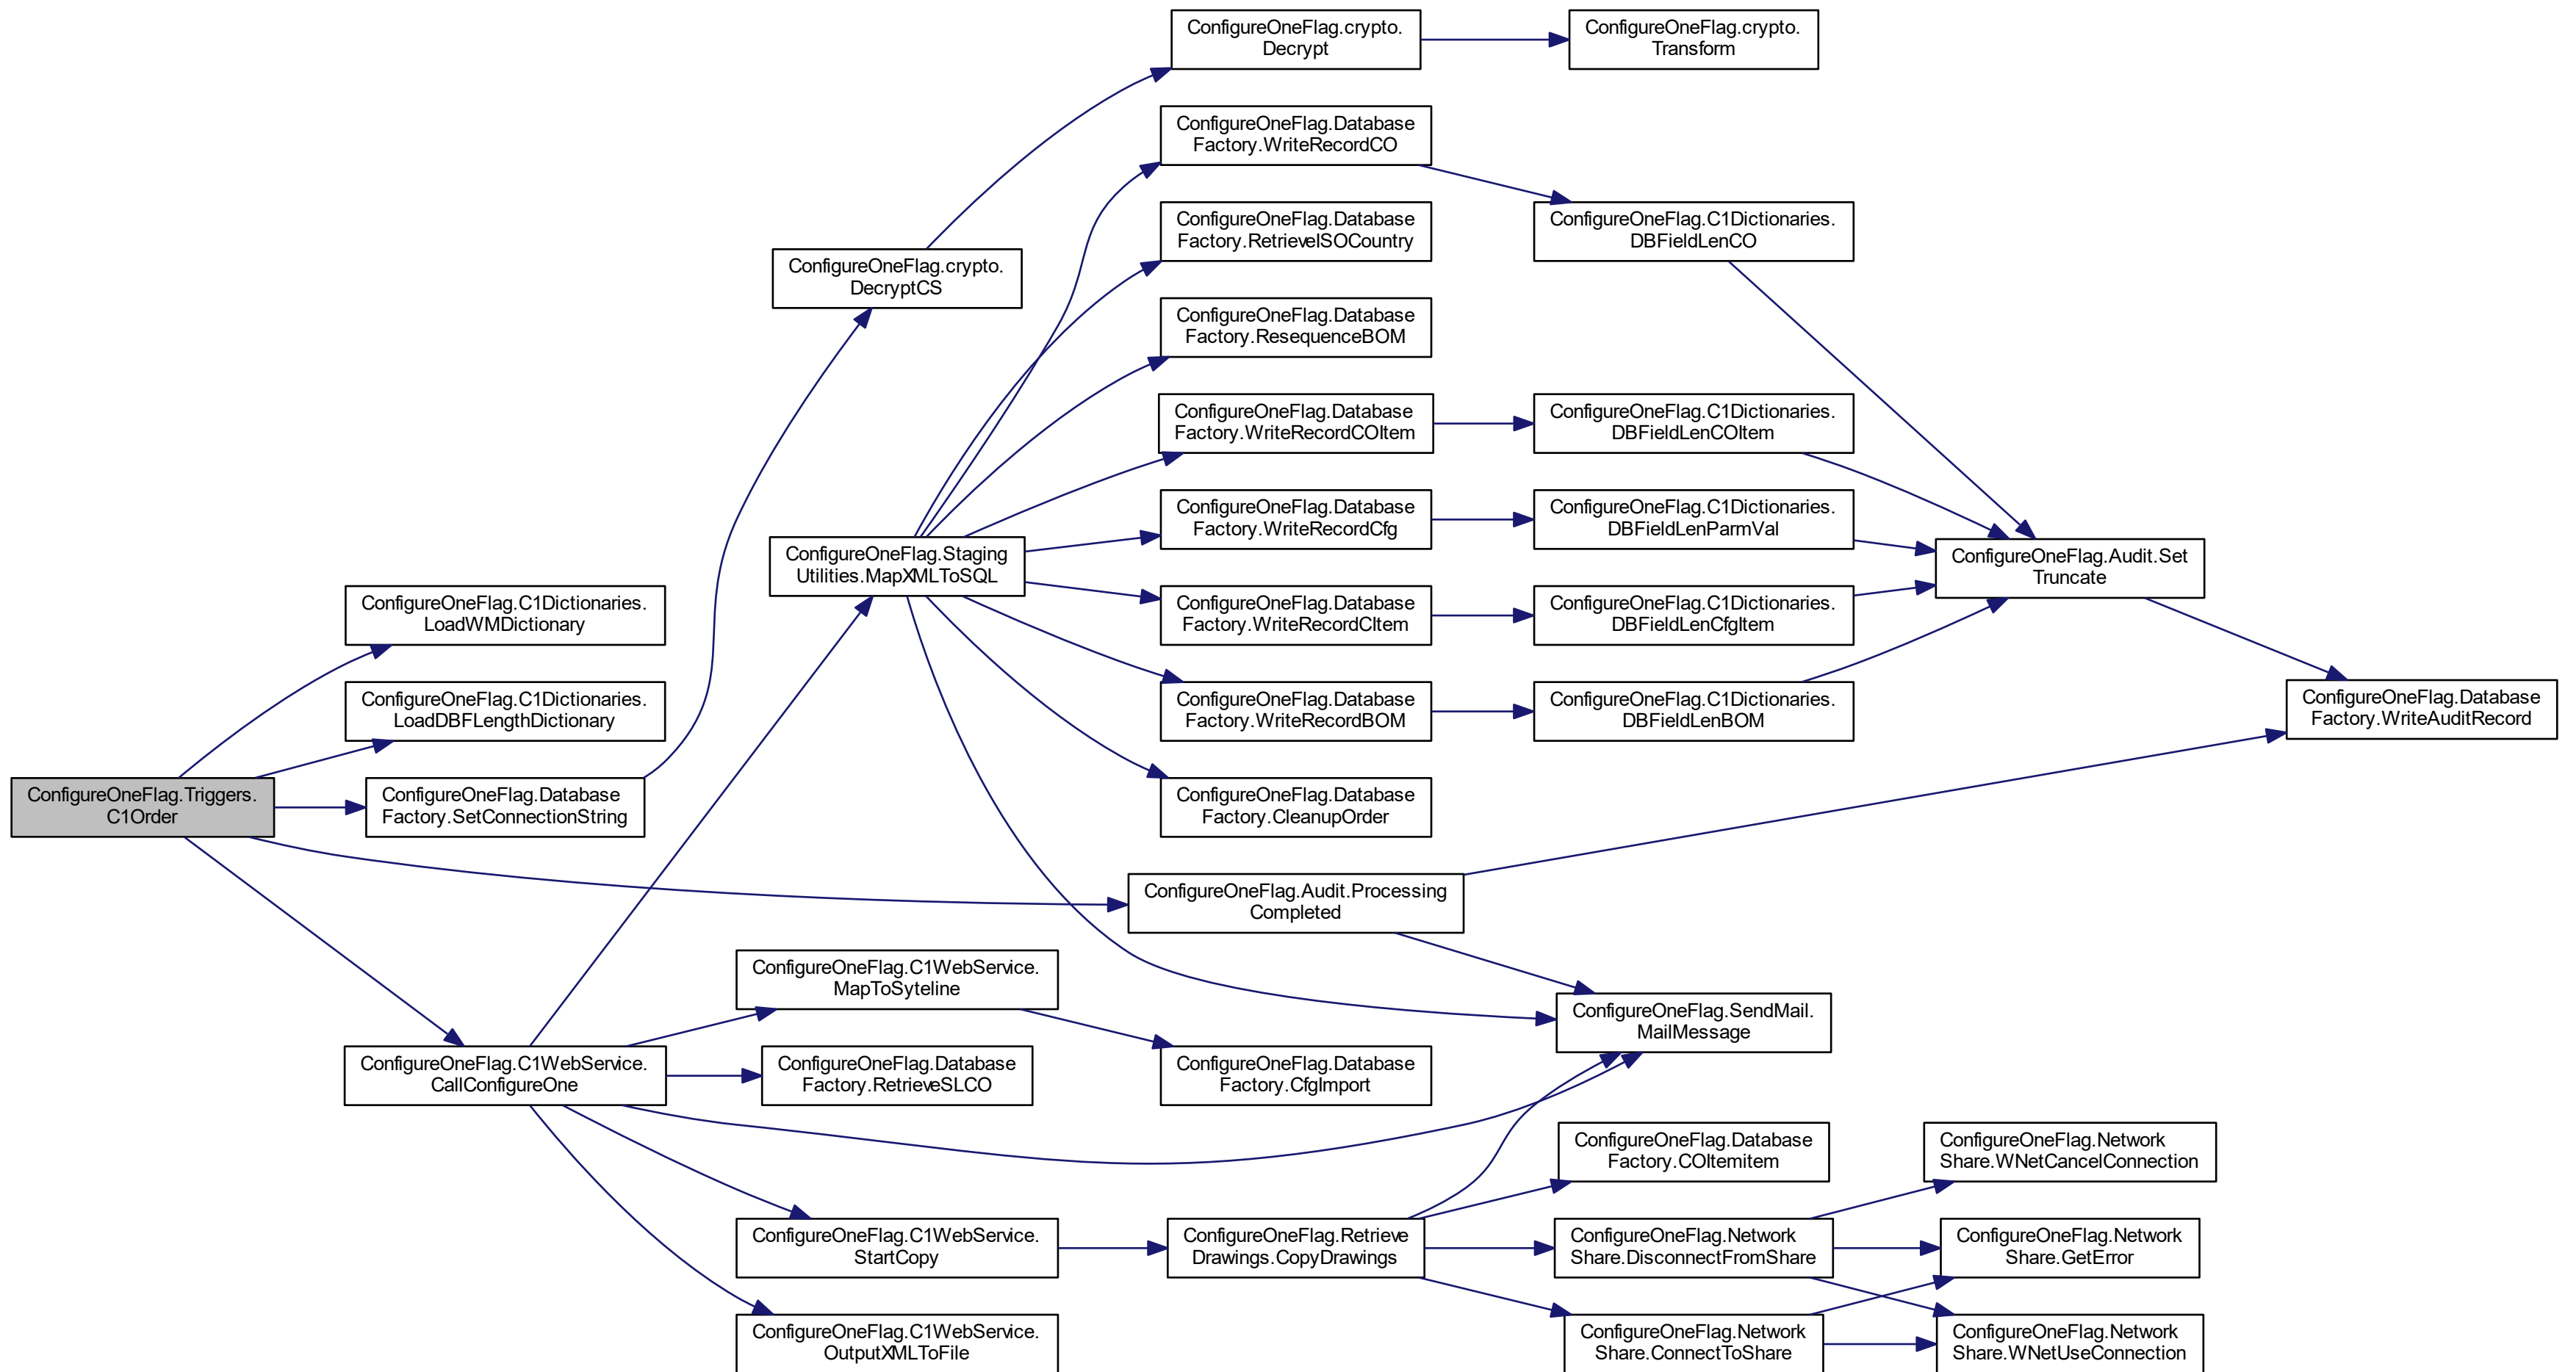 ConfigureOneFlag.crypto.
Decrypt
ConfigureOneFlag.crypto.
Transform
ConfigureOneFlag.Database
Factory.WriteRecordCO
ConfigureOneFlag.Database
Factory.RetrieveISOCountry
ConfigureOneFlag.C1Dictionaries.
DBFieldLenCO
ConfigureOneFlag.crypto.
DecryptCS
ConfigureOneFlag.Database
Factory.ResequenceBOM
ConfigureOneFlag.Database
Factory.WriteRecordCOItem
ConfigureOneFlag.C1Dictionaries.
DBFieldLenCOItem
ConfigureOneFlag.Database
Factory.WriteRecordCfg
ConfigureOneFlag.C1Dictionaries.
DBFieldLenParmVal
ConfigureOneFlag.Staging
Utilities.MapXMLToSQL
ConfigureOneFlag.Audit.Set
Truncate
ConfigureOneFlag.C1Dictionaries.
LoadWMDictionary
ConfigureOneFlag.Database
Factory.WriteRecordCItem
ConfigureOneFlag.C1Dictionaries.
DBFieldLenCfgItem
ConfigureOneFlag.C1Dictionaries.
LoadDBFLengthDictionary
ConfigureOneFlag.Database
Factory.WriteRecordBOM
ConfigureOneFlag.C1Dictionaries.
DBFieldLenBOM
ConfigureOneFlag.Database
Factory.WriteAuditRecord
ConfigureOneFlag.Triggers.
C1Order
ConfigureOneFlag.Database
Factory.SetConnectionString
ConfigureOneFlag.Database
Factory.CleanupOrder
ConfigureOneFlag.Audit.Processing
Completed
ConfigureOneFlag.C1WebService.
MapToSyteline
ConfigureOneFlag.SendMail.
MailMessage
ConfigureOneFlag.C1WebService.
CallConfigureOne
ConfigureOneFlag.Database
Factory.RetrieveSLCO
ConfigureOneFlag.Database
Factory.CfgImport
ConfigureOneFlag.Database
Factory.COItemitem
ConfigureOneFlag.Network
Share.WNetCancelConnection
ConfigureOneFlag.C1WebService.
StartCopy
ConfigureOneFlag.Retrieve
Drawings.CopyDrawings
ConfigureOneFlag.Network
Share.DisconnectFromShare
ConfigureOneFlag.Network
Share.GetError
ConfigureOneFlag.C1WebService.
OutputXMLToFile
ConfigureOneFlag.Network
Share.ConnectToShare
ConfigureOneFlag.Network
Share.WNetUseConnection